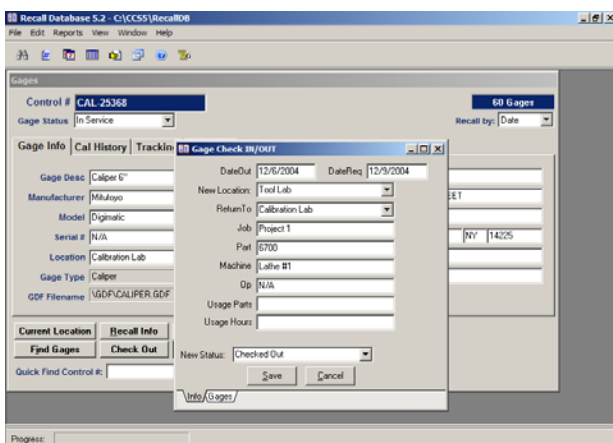 Recall Database 5.2 - C:\CCS5\RecallDB
File Edit Reports View Window Help
Gages
Control # CAL-25368
60 Gages
Gage Status In Service
Recall by: Date
Gage Info Cal History Tracking
Gage Desc Caliper 6"
Manufacturer Mitutoyo
Model Digimatic
Serial # N/A
Location Calibration Lab
Gage Type Caliper
GDF Filename \GDF\CALIPER.GDF
EET
NY 14225
Current Location Recall Info
Find Gages Check Out
Quick Find Control #:
Gage Check IN/OUT
DateOut 12/6/2004 DateReq 12/9/2004
New Location: Tool Lab
ReturnTo Calibration Lab
Job Project 1
Part 6700
Machine Lathe #1
Op N/A
Usage Parts
Usage Hours
New Status: Checked Out
Save Cancel
Info Gages
Progress: